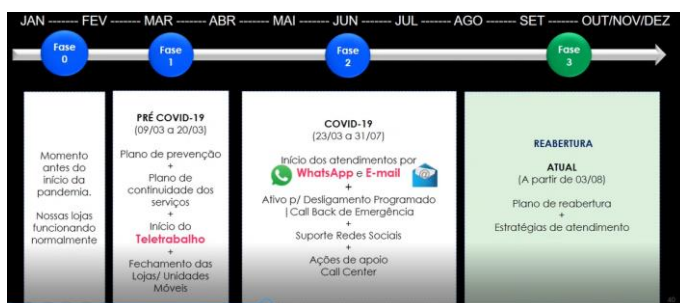 JAN ------- FEV ------- MAR ------- ABR ------- MAI ------- JUN ------- JUL ------- AGO ------- SET ------- OUT/NOV/DEZ
Fase
0
Fase
1
Fase
2
Fase
3
Momento
antes do
início da
pandemia.
Nossas lojas
funcionando
normalmente
PRÉ COVID-19
(09/03 a 20/03)
Plano de prevenção
+
Plano de
continuidade dos
serviços
+
Início do
Teletrabalho
+
Fechamento das
Lojas/ Unidades
Móveis
COVID-19
(23/03 a 31/07)
Início dos atendimentos por
WhatsApp e E-mail
+
Ativo p/ Desligamento Programado
|Call Back de Emergência
+
Suporte Redes Sociais
+
Ações de apoio
Call Center
REABERTURA
ATUAL
(A partir de 03/08)
Plano de reabertura
+
Estratégias de atendimento